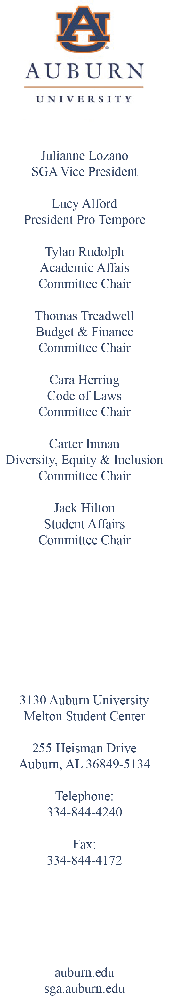 AU
®
AUBURN
UNIVERSITY
Julianne Lozano
SGA Vice President
Lucy Alford
President Pro Tempore
Tylan Rudolph
Academic Affais
Committee Chair
Thomas Treadwell
Budget & Finance
Committee Chair
Cara Herring
Code of Laws
Committee Chair
Carter Inman
Diversity, Equity & Inclusion
Committee Chair
Jack Hilton
Student Affairs
Committee Chair
3130 Auburn University
Melton Student Center
255 Heisman Drive
Auburn, AL 36849-5134
Telephone:
334-844-4240
Fax:
334-844-4172
auburn.edu
sga.auburn.edu